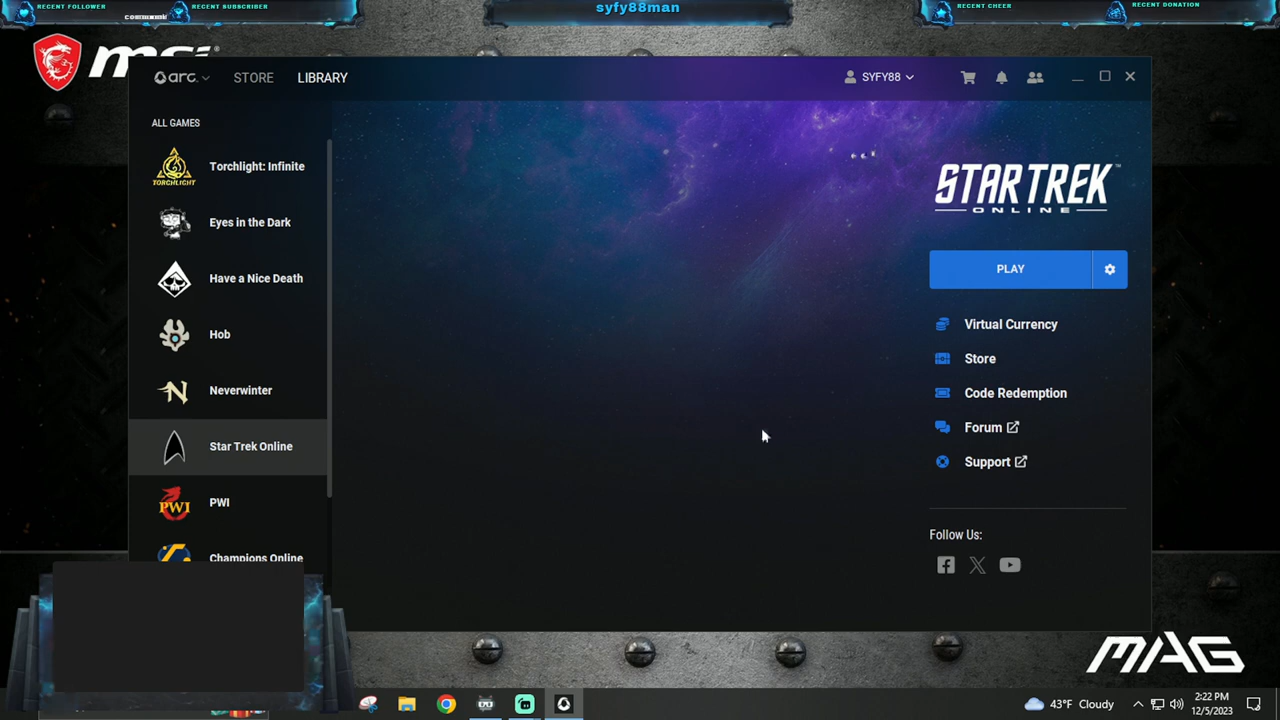 RECENT FOLLOWER
RECENT SUBSCRIBER
syfy88man
RECENT CHEER
RECENT DONATION
msi
arc
STORE
LIBRARY
SYFY88
ALL GAMES
TORCHLIGHT
Torchlight: Infinite
Eyes in the Dark
Have a Nice Death
Hob
Neverwinter
Star Trek Online
PWI
PWI
Champions Online
STAR TREK
ONLINE
PLAY
Virtual Currency
Store
Code Redemption
Forum
Support
Follow Us:
MAG
43°F Cloudy
2:22 PM
12/5/2023